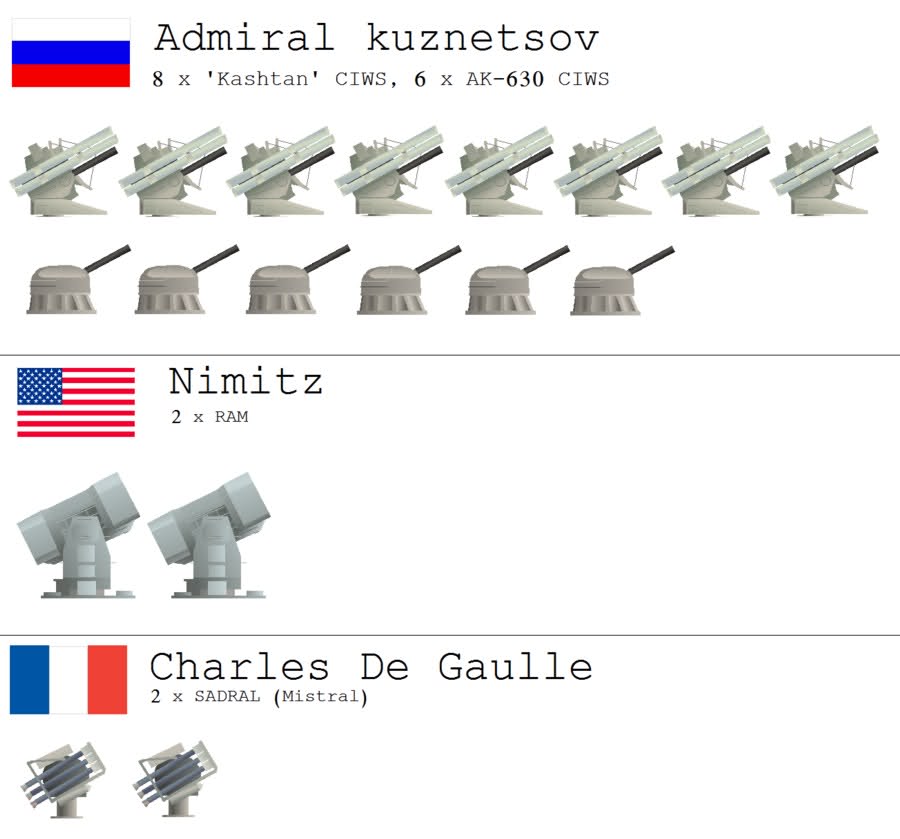 Admiral kuznetsov
8 x 'Kashtan' CIWS, 6 x AK-630 CIWS
Nimitz
2 x RAM
Charles De Gaulle
2 x SADRAL (Mistral)